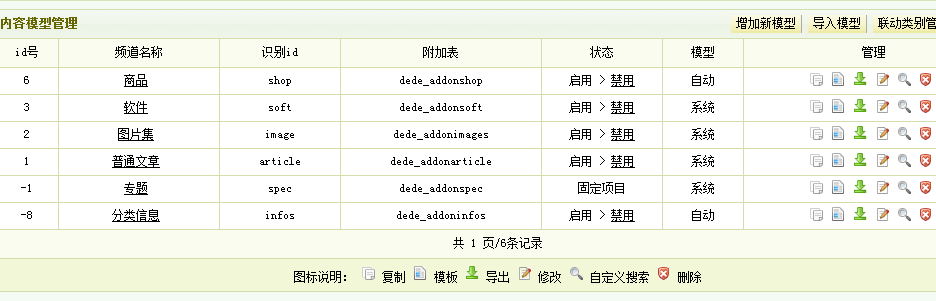 内容模型管理 增加新模型 导入模型 联动类别管
id号 频道名称 识别id 附加表 状态 模型 管理
6 商品 shop dede_addonshop 启用 > 禁用 自动
3 软件 soft dede_addonsoft 启用 > 禁用 系统
2 图片集 image dede_addonimages 启用 > 禁用 系统
1 普通文章 article dede_addonarticle 启用 > 禁用 系统
-1 专题 spec dede_addonspec 固定项目 系统
-8 分类信息 infos dede_addoninfos 启用 > 禁用 自动
共 1 页/6条记录
图标说明： 复制 模板 导出 修改 自定义搜索 删除